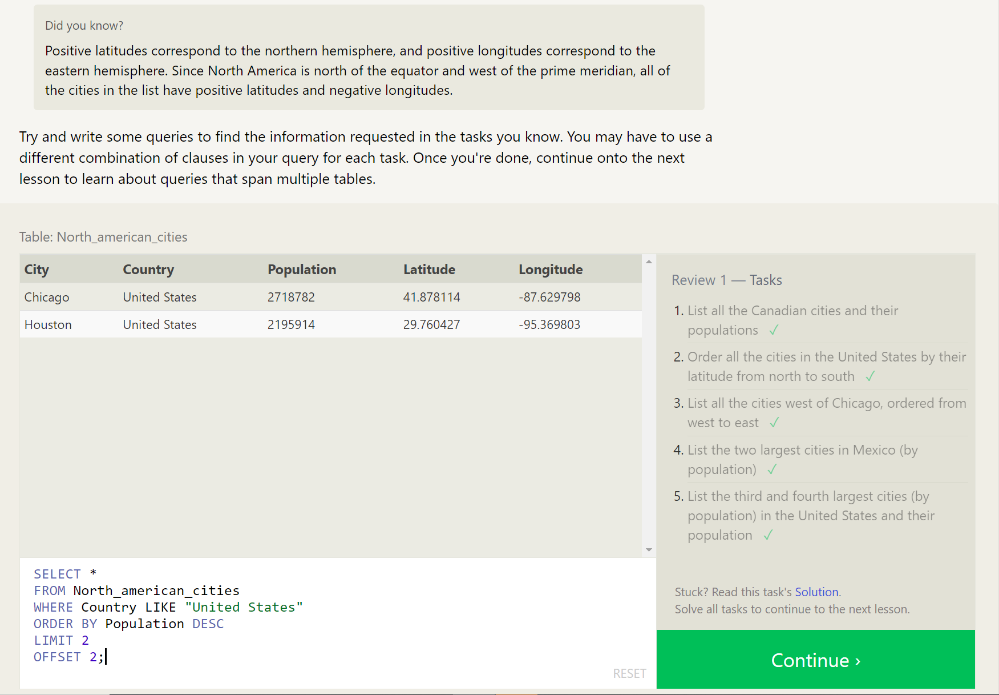 Did you know?
Positive latitudes correspond to the northern hemisphere, and positive longitudes correspond to the
eastern hemisphere. Since North America is north of the equator and west of the prime meridian, all of
the cities in the list have positive latitudes and negative longitudes.
Try and write some queries to find the information requested in the tasks you know. You may have to use a
different combination of clauses in your query for each task. Once you're done, continue onto the next
lesson to learn about queries that span multiple tables.
Table: North_american_cities
City Country Population Latitude Longitude
Chicago United States 2718782 41.878114 -87.629798
Houston United States 2195914 29.760427 -95.369803
SELECT *
FROM North_american_cities
WHERE Country LIKE "United States"
ORDER BY Population DESC
LIMIT 2
OFFSET 2;
RESET
Review 1 — Tasks
1. List all the Canadian cities and their
populations ✓
2. Order all the cities in the United States by their
latitude from north to south ✓
3. List all the cities west of Chicago, ordered from
west to east ✓
4. List the two largest cities in Mexico (by
population) ✓
5. List the third and fourth largest cities (by
population) in the United States and their
population ✓
Stuck? Read this task's Solution.
Solve all tasks to continue to the next lesson.
Continue ›